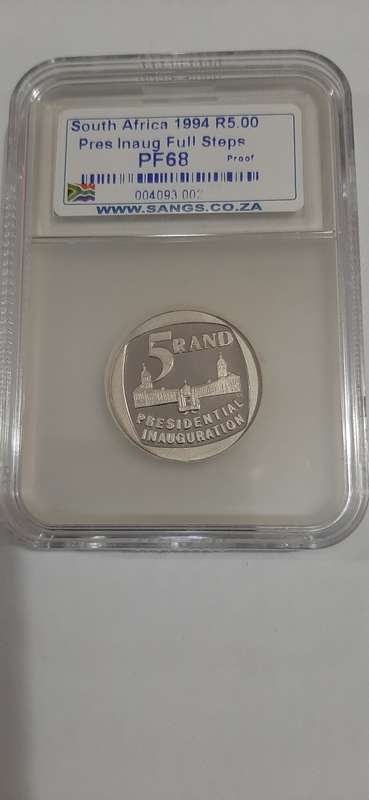 South Africa 1994 R5.00
Pres Inaug Full Steps
PF68 Proof
004093 002
WWW.SANGS.CO.ZA
5 RAND
PRESIDENTIAL
INAUGURATION